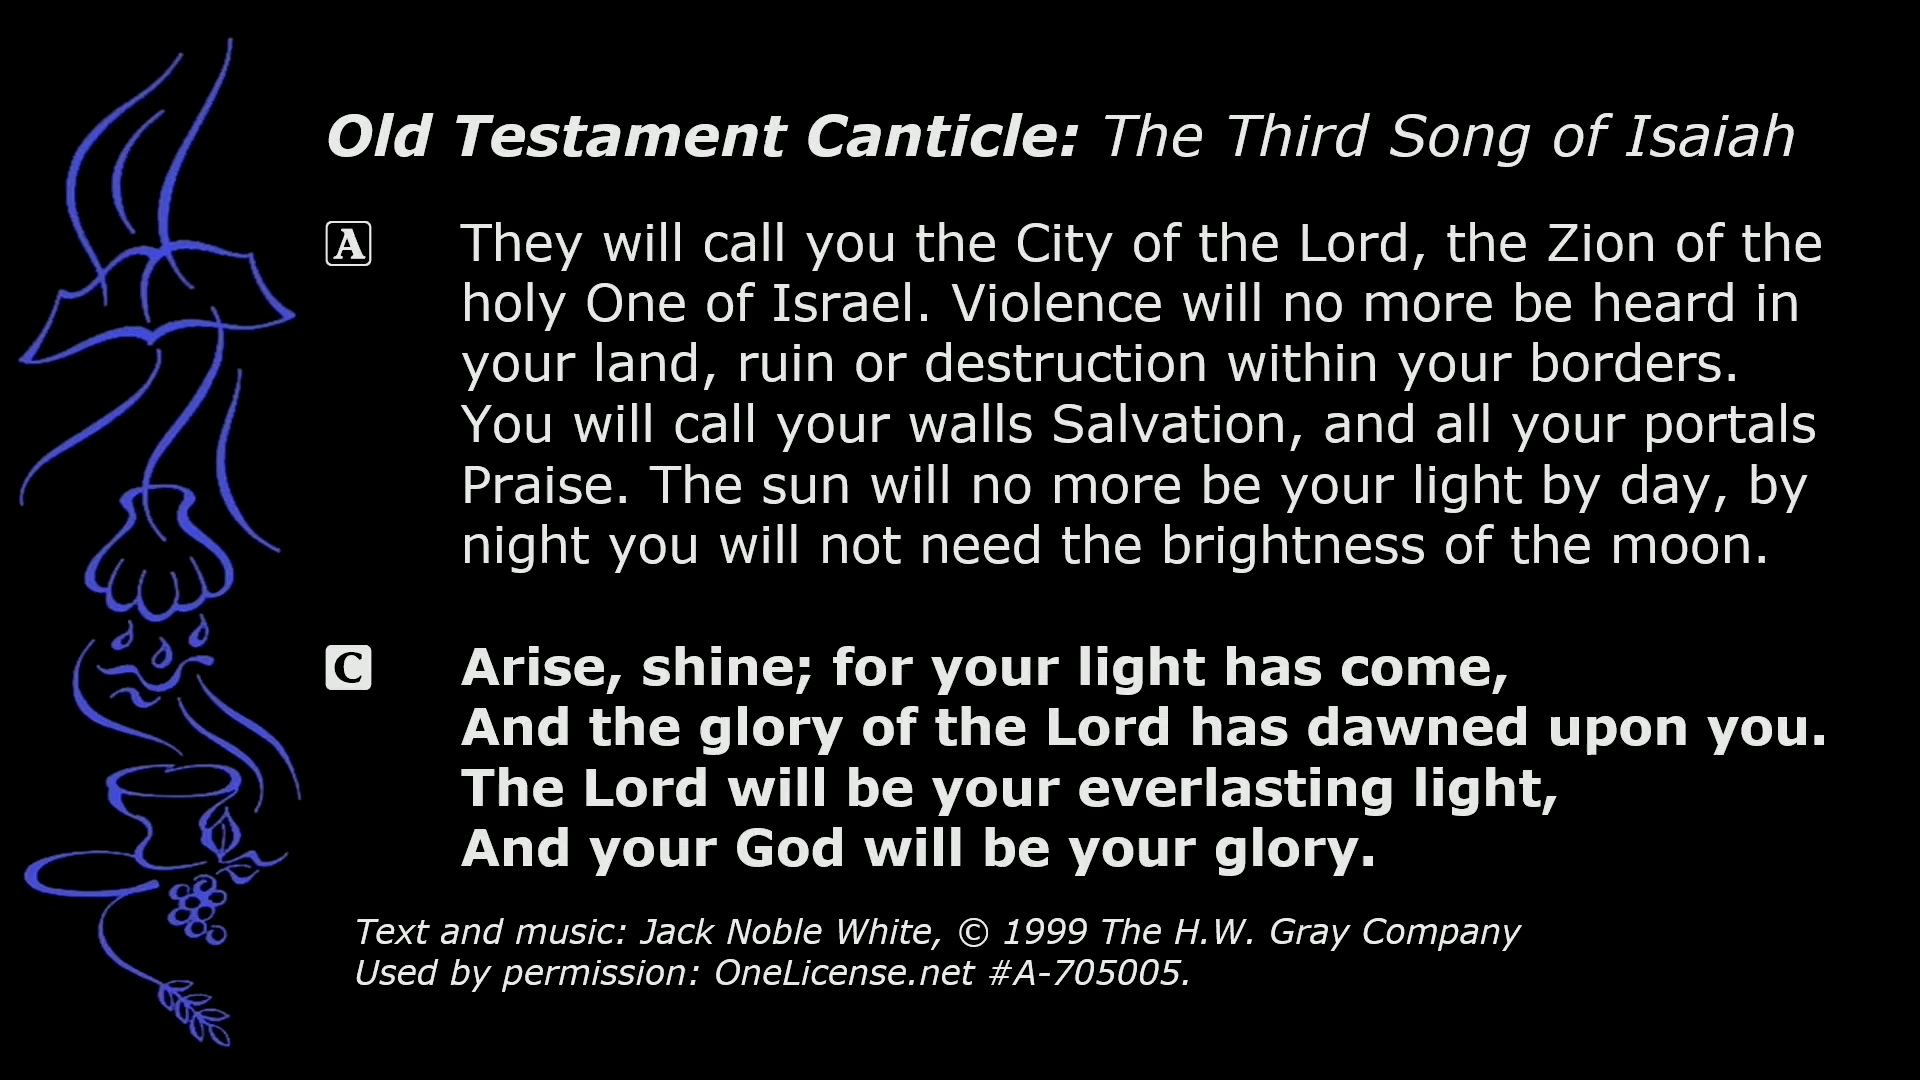 Old Testament Canticle: The Third Song of Isaiah
A They will call you the City of the Lord, the Zion of the
holy One of Israel. Violence will no more be heard in
your land, ruin or destruction within your borders.
You will call your walls Salvation, and all your portals
Praise. The sun will no more be your light by day, by
night you will not need the brightness of the moon.
C Arise, shine; for your light has come,
And the glory of the Lord has dawned upon you.
The Lord will be your everlasting light,
And your God will be your glory.
Text and music: Jack Noble White, © 1999 The H.W. Gray Company
Used by permission: OneLicense.net #A-705005.